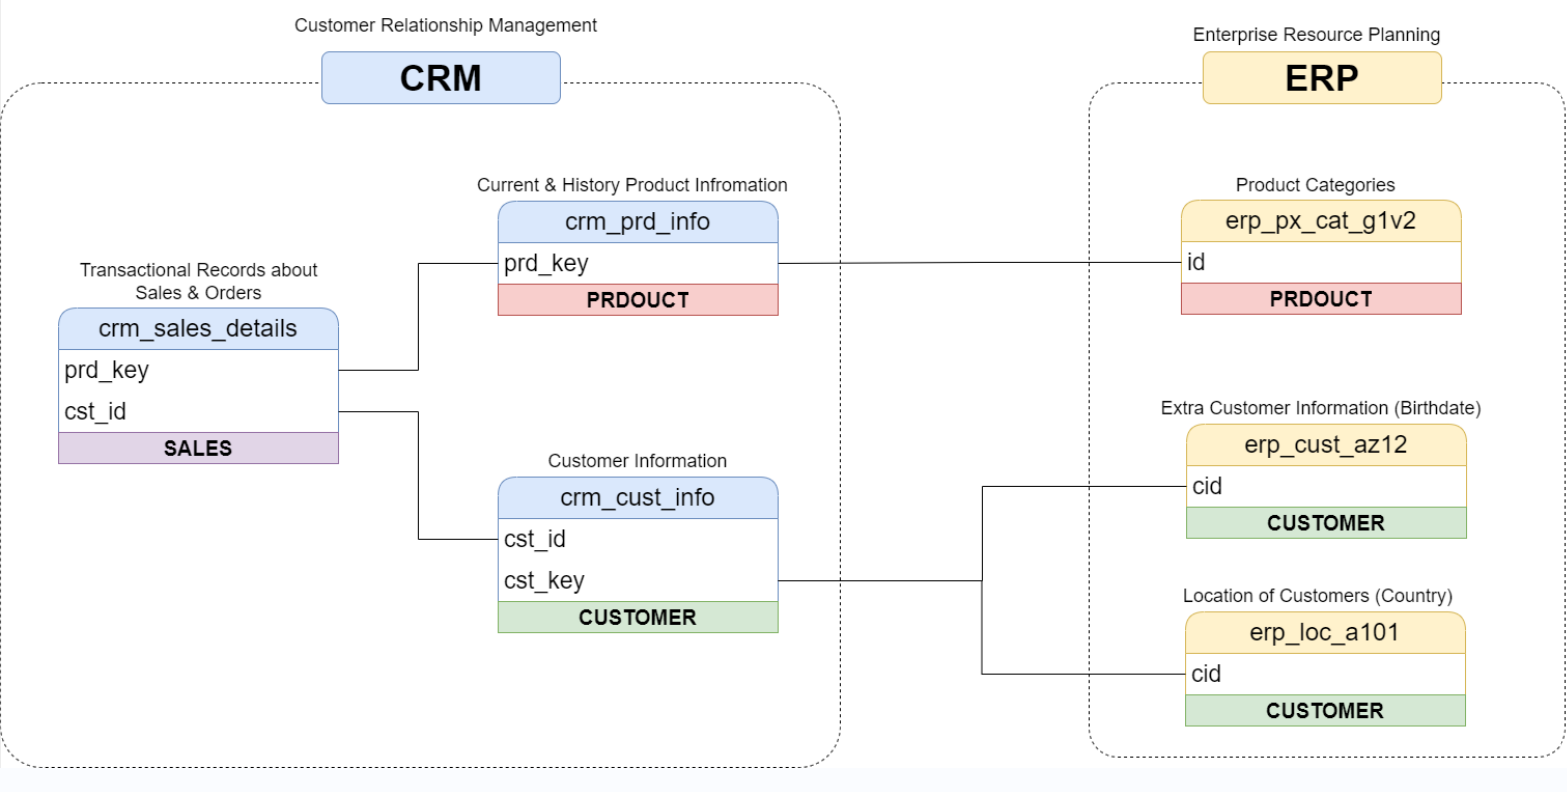 Customer Relationship Management
CRM
Current & History Product Infromation
crm_prd_info
prd_key
PRDOUCT
Transactional Records about
Sales & Orders
crm_sales_details
prd_key
cst_id
SALES
Customer Information
crm_cust_info
cst_id
cst_key
CUSTOMER
Enterprise Resource Planning
ERP
Product Categories
erp_px_cat_g1v2
id
PRDOUCT
Extra Customer Information (Birthdate)
erp_cust_az12
cid
CUSTOMER
Location of Customers (Country)
erp_loc_a101
cid
CUSTOMER